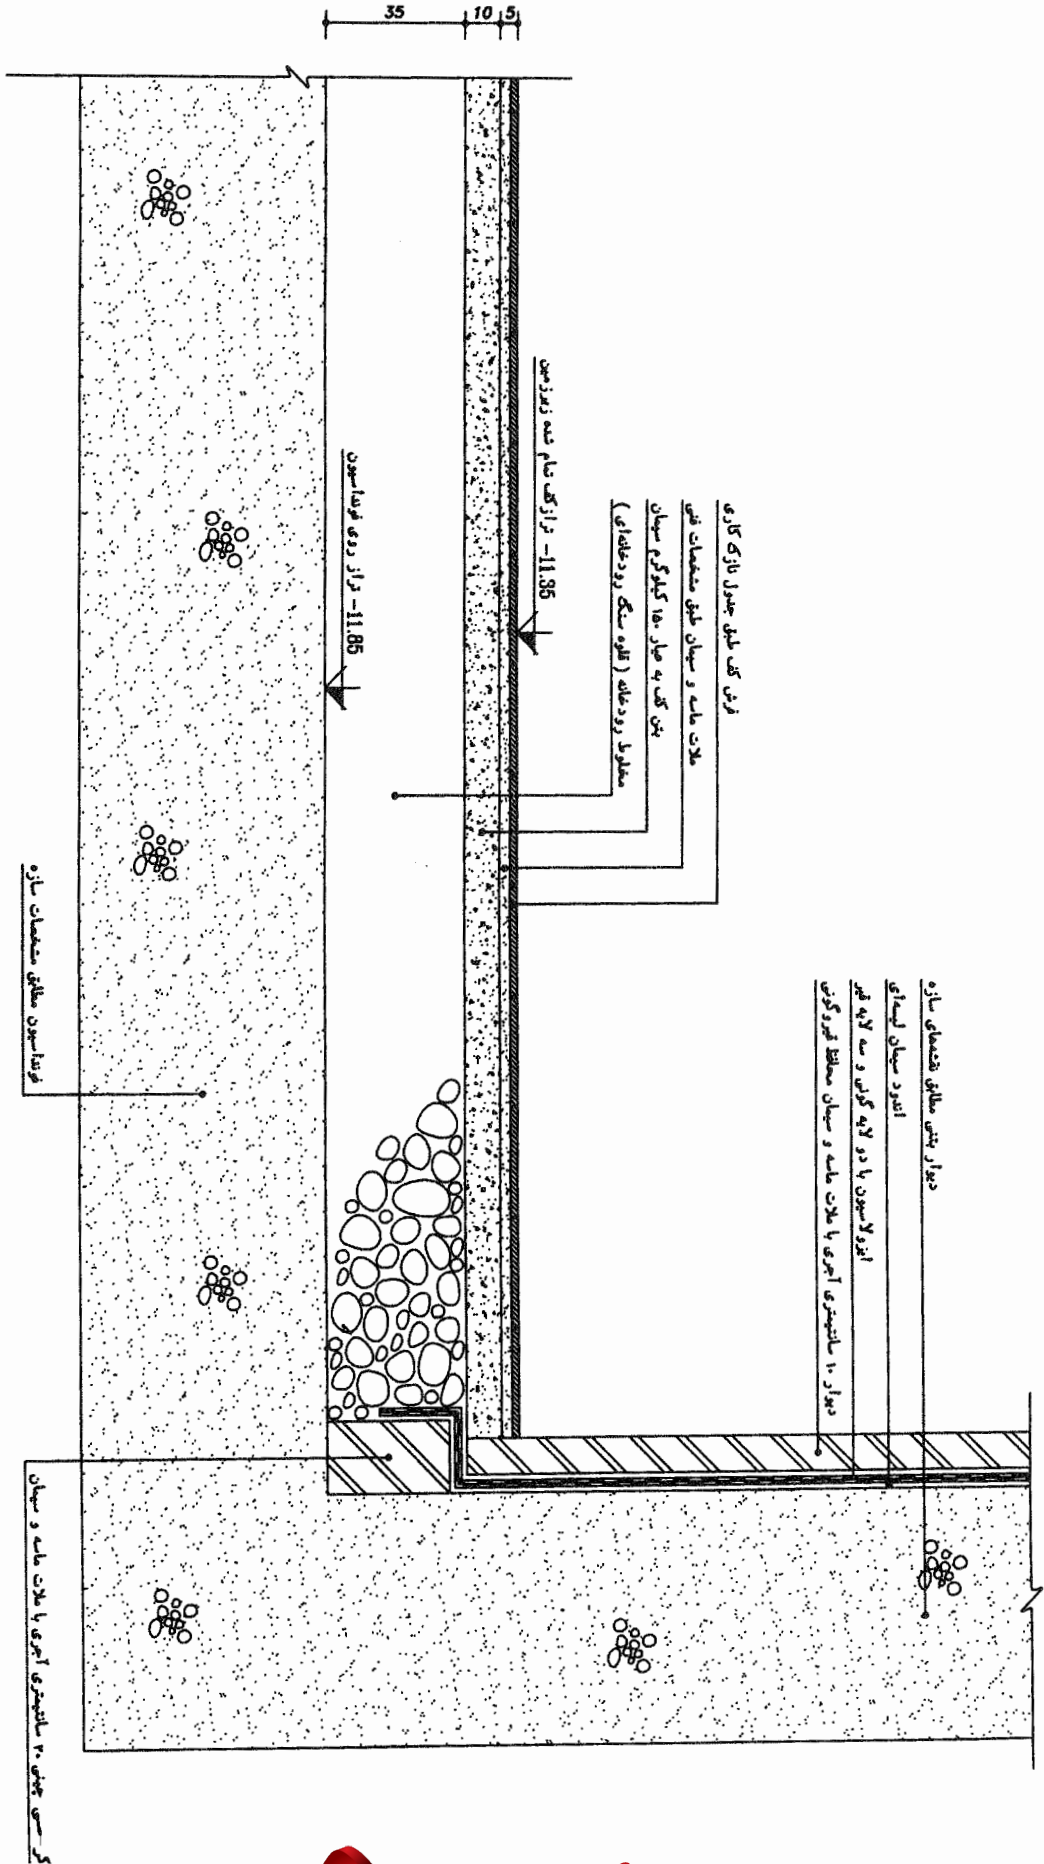 35
10
5
فرش کف طبق جدول نازک کاری
ملات ماسه و سیمان طبق مشخصات فنی
بتن کف به عیار ۱۵۰ کیلوگرم سیمان
مخلوط رودخانه ( قلوه سنگ رودخانه‌ای )
-11.35 تراز کف تمام شده زیرزمین
-11.85 تراز روی فونداسیون
دیوار بتنی مطابق نقشه‌های سازه
اندود سیمان لیسه‌ای
ایزولاسیون با دو لایه گونی و سه لایه قیر
دیوار ۱۰ سانتیمتری آجری با ملات ماسه و سیمان محافظ قیروگونی
فونداسیون مطابق مشخصات سازه
چینی ۲۰ سانتیمتری آجری با ملات ماسه و سیمان